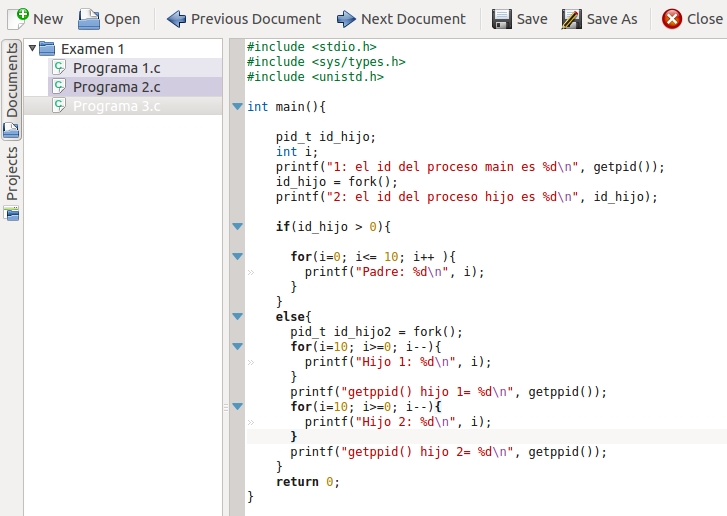 New Open Previous Document Next Document Save Save As Close
Documents
Projects
Examen 1
Programa 1.c
Programa 2.c
Programa 3.c
#include <stdio.h>
#include <sys/types.h>
#include <unistd.h>
int main(){
pid_t id_hijo;
int i;
printf("1: el id del proceso main es %d\n", getpid());
id_hijo = fork();
printf("2: el id del proceso hijo es %d\n", id_hijo);
if(id_hijo > 0){
for(i=0; i<= 10; i++ ){
printf("Padre: %d\n", i);
}
}
else{
pid_t id_hijo2 = fork();
for(i=10; i>=0; i--){
printf("Hijo 1: %d\n", i);
}
printf("getppid() hijo 1= %d\n", getppid());
for(i=10; i>=0; i--){
printf("Hijo 2: %d\n", i);
}
printf("getppid() hijo 2= %d\n", getppid());
}
return 0;
}